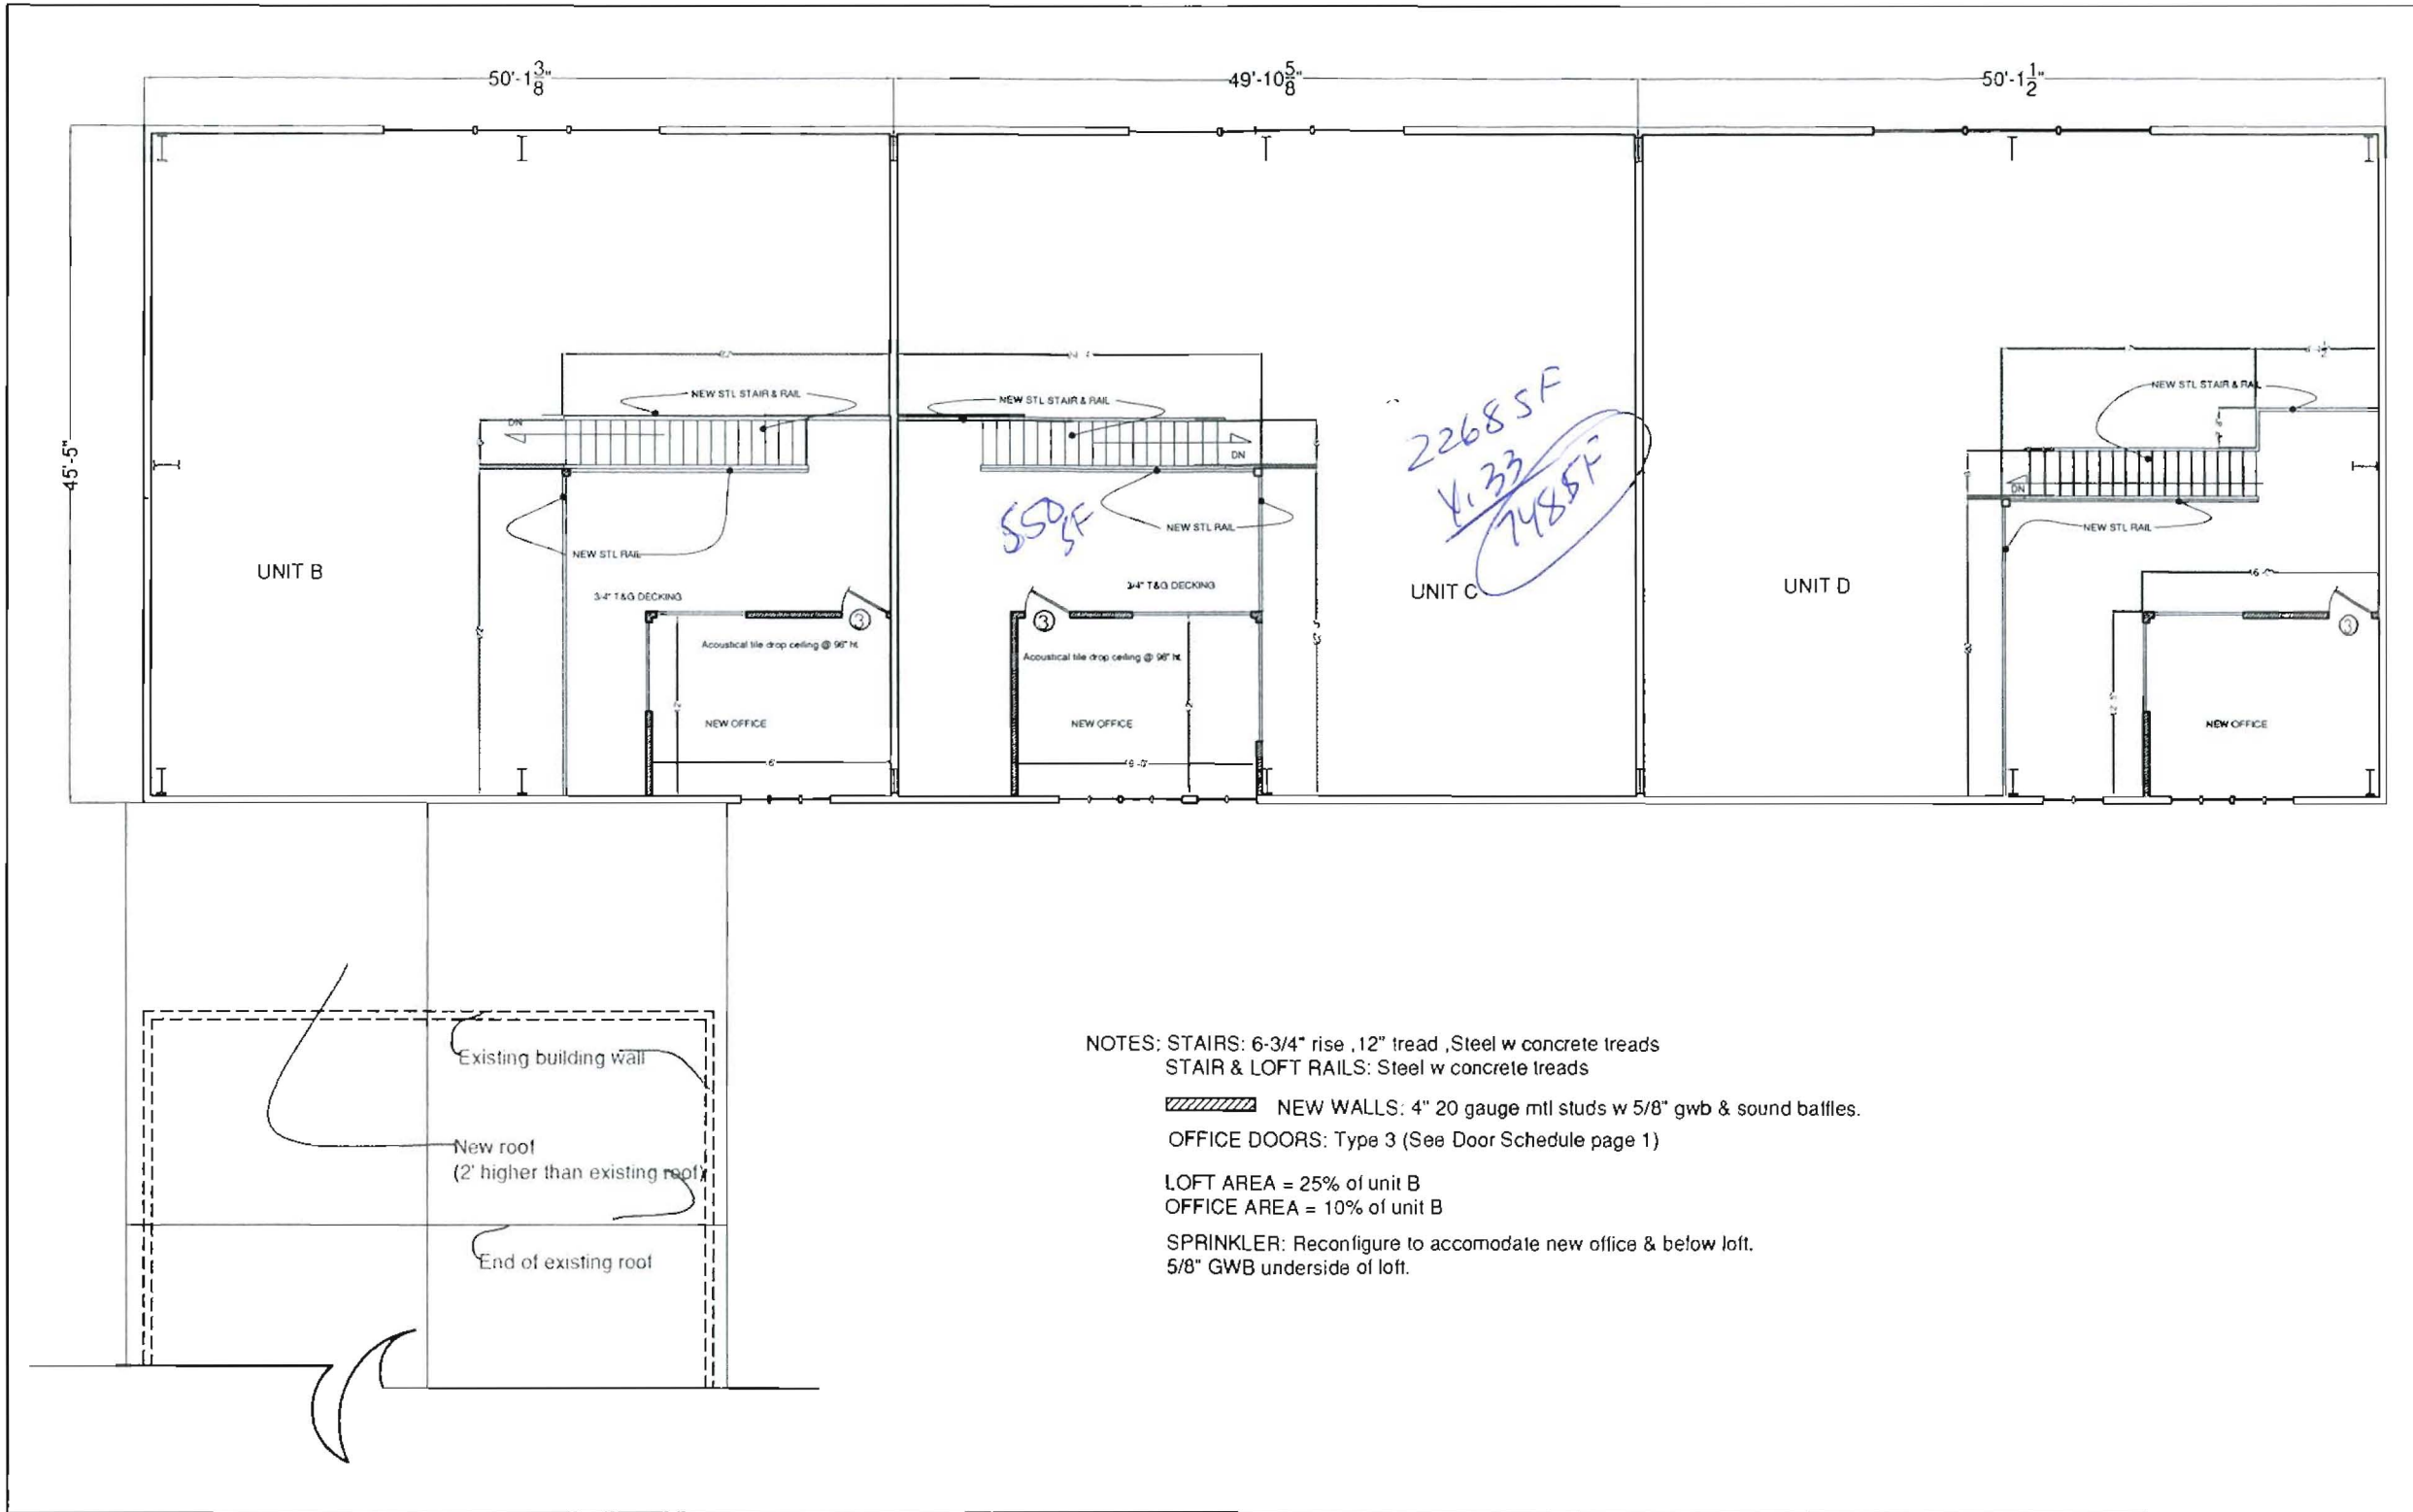 50'-1 3/8"
49'-10 5/8"
50'-1 1/2"
45'-5"
NEW STL STAIR & RAIL
NEW STL STAIR & RAIL
NEW STL STAIR & RAIL
DN
DN
DN
NEW STL RAIL
NEW STL RAIL
NEW STL RAIL
2268 SF
x .33
748 SF
550 SF
UNIT B
UNIT C
UNIT D
3/4" T&G DECKING
3/4" T&G DECKING
3
3
3
Acoustical tile drop ceiling @ 96" ht
Acoustical tile drop ceiling @ 96" ht
NEW OFFICE
NEW OFFICE
NEW OFFICE
Existing building wall
New roof
(2' higher than existing roof)
End of existing roof
NOTES: STAIRS: 6-3/4" rise ,12" tread ,Steel w concrete treads
STAIR & LOFT RAILS: Steel w concrete treads
NEW WALLS: 4" 20 gauge mtl studs w 5/8" gwb & sound baffles.
OFFICE DOORS: Type 3 (See Door Schedule page 1)
LOFT AREA = 25% of unit B
OFFICE AREA = 10% of unit B
SPRINKLER: Reconfigure to accomodate new office & below loft.
5/8" GWB underside of loft.